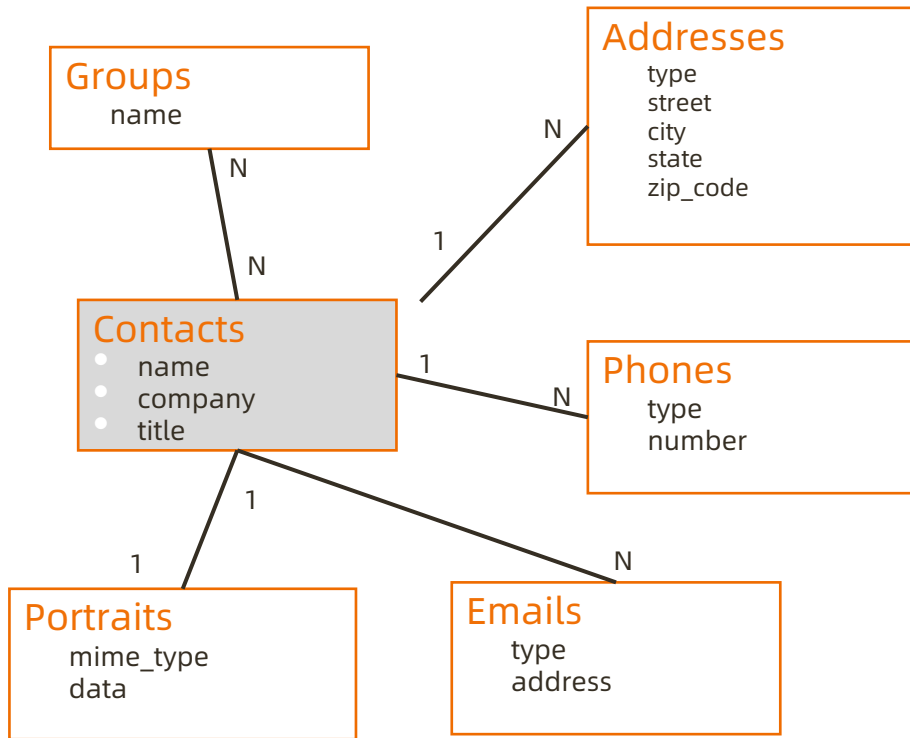 Groups
name
Addresses
type
street
city
state
zip_code
N
N
1
N
Contacts
name
company
title
1
N
Phones
type
number
1
1
N
Portraits
mime_type
data
Emails
type
address